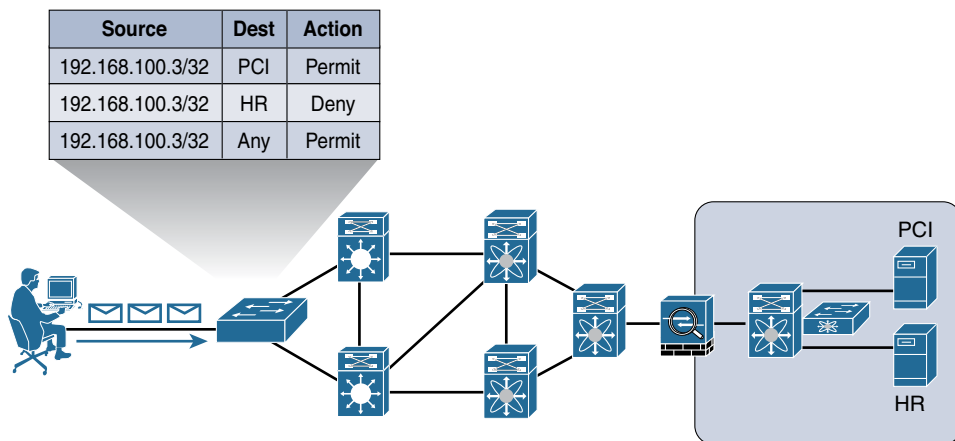 Source Dest Action
192.168.100.3/32 PCI Permit
192.168.100.3/32 HR Deny
192.168.100.3/32 Any Permit
PCI
HR